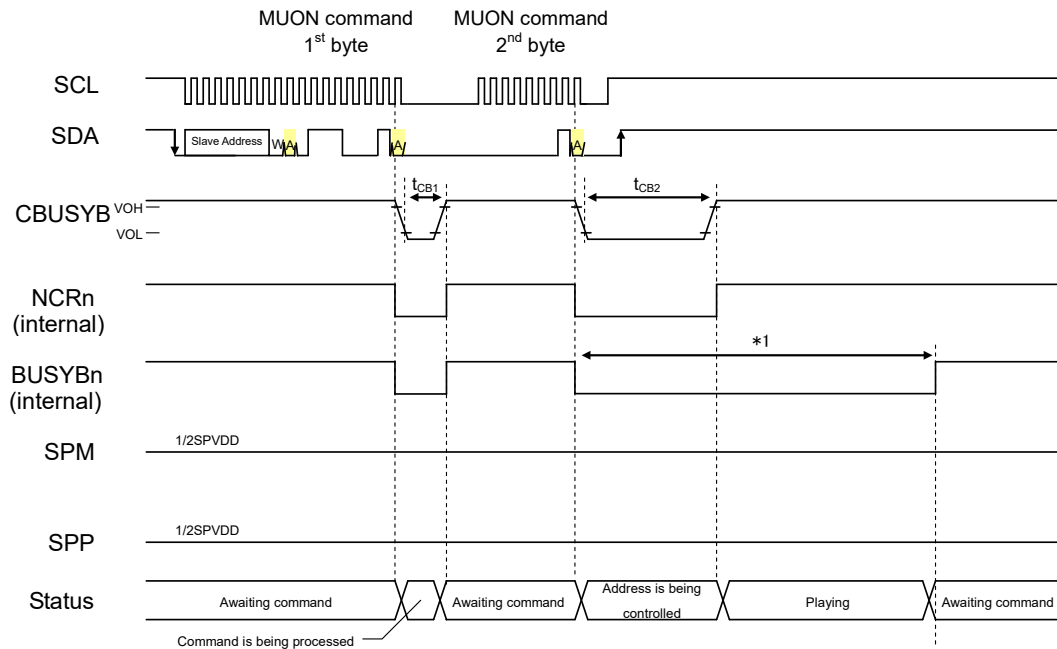 MUON command
1st byte
MUON command
2nd byte
SCL
SDA
Slave Address
W
A
A
A
tCB1
tCB2
CBUSYB
VOH
VOL
NCRn
(internal)
*1
BUSYBn
(internal)
1/2SPVDD
SPM
1/2SPVDD
SPP
Status
Awaiting command
Awaiting command
Address is being
controlled
Playing
Awaiting command
Command is being processed